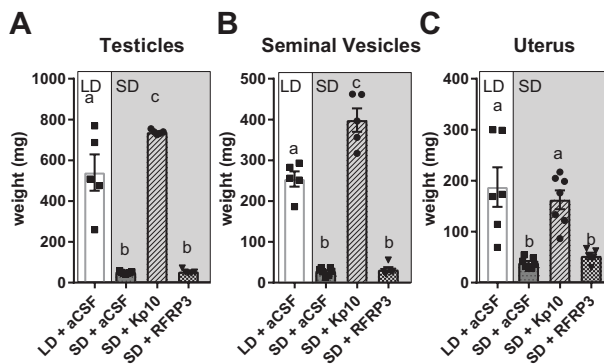 A
Testicles
weight (mg)
1000
800
600
400
200
0
LD
SD
a
b
c
b
LD + aCSF
SD + aCSF
SD + Kp10
SD + RFRP3
B
Seminal Vesicles
weight (mg)
500
400
300
200
100
0
LD
SD
a
b
c
b
LD + aCSF
SD + aCSF
SD + Kp10
SD + RFRP3
C
Uterus
weight (mg)
400
300
200
100
0
LD
SD
a
b
a
b
LD + aCSF
SD + aCSF
SD + Kp10
SD + RFRP3